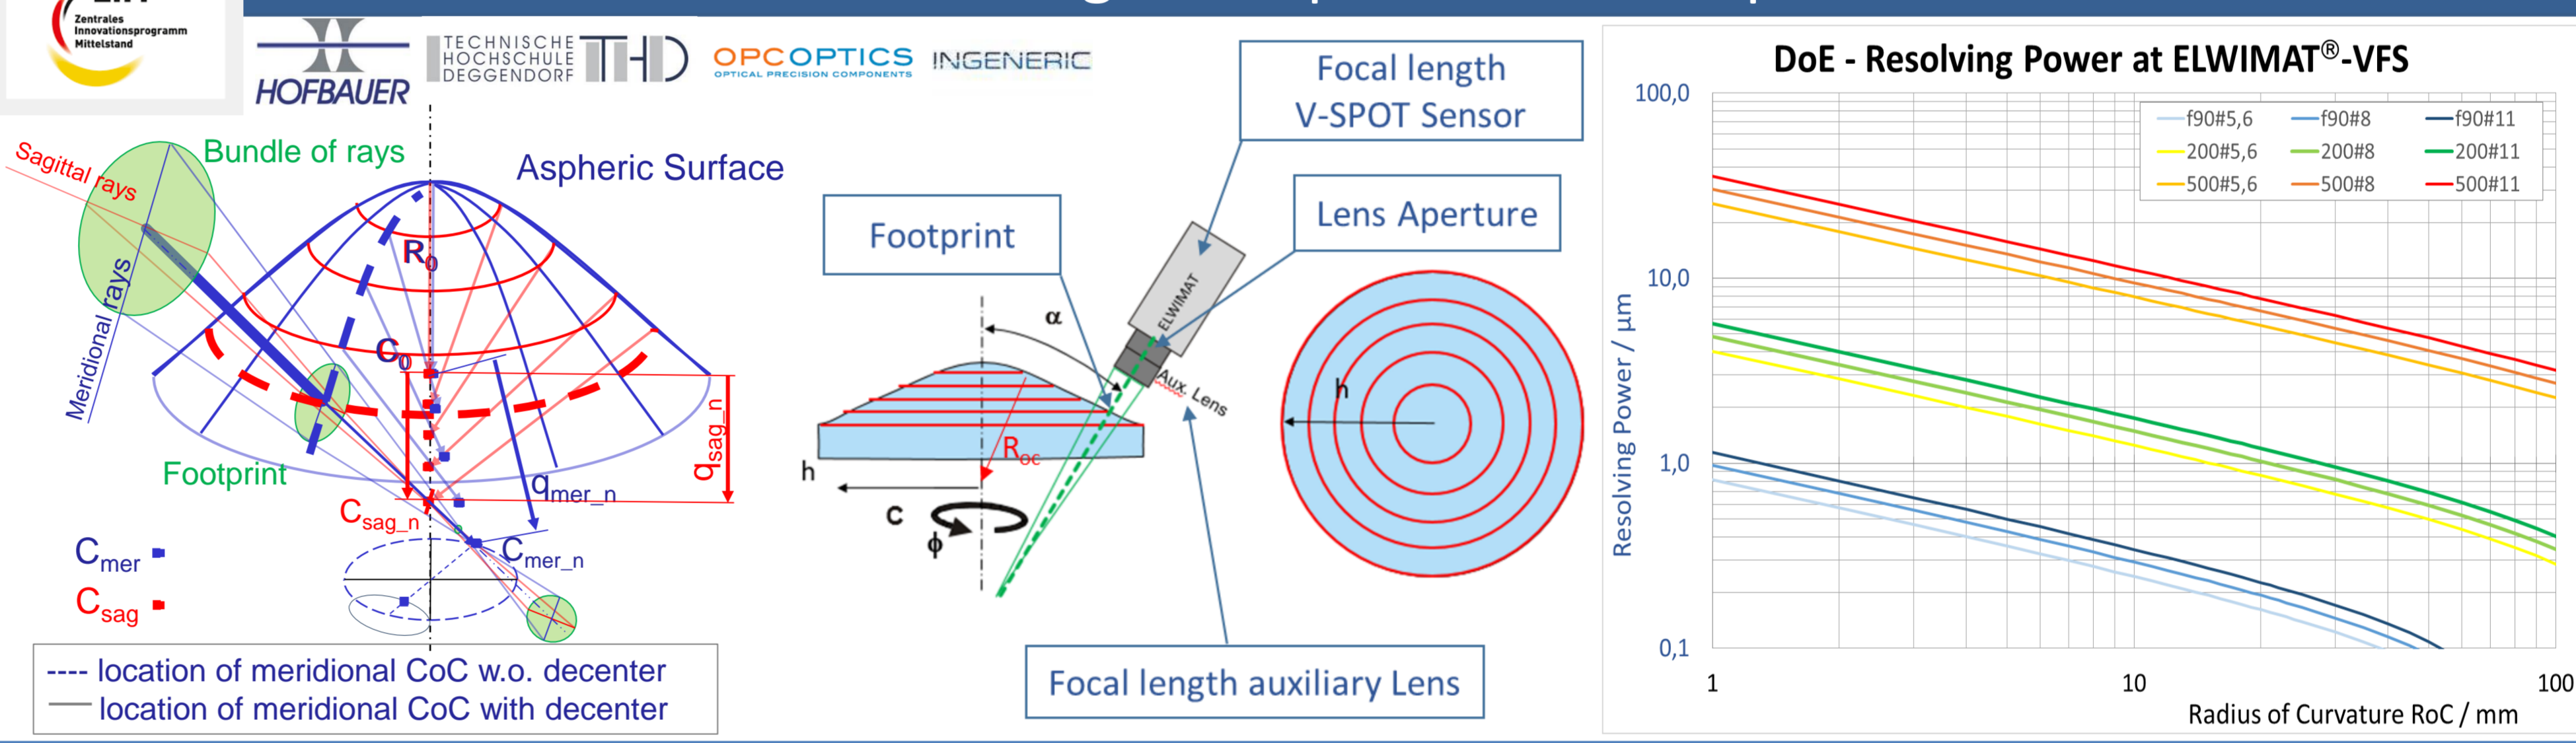 Zentrales
Innovationsprogramm
Mittelstand
HOFBAUER
TECHNISCHE
HOCHSCHULE
DEGGENDORF
THD
OPCOPTICS
OPTICAL PRECISION COMPONENTS
INGENERIC
Sagittal rays
Bundle of rays
Aspheric Surface
Meridional rays
R0
C0
Footprint
qsag_n
qmer_n
Csag_n
Cmer_n
Cmer
Csag
---- location of meridional CoC w.o. decenter
location of meridional CoC with decenter
Focal length
V-SPOT Sensor
Footprint
Lens Aperture
ELWIMAT
α
Aux. Lens
h
Roc
h
C
ϕ
Focal length auxiliary Lens
DoE - Resolving Power at ELWIMAT®-VFS
f90#5,6 f90#8 f90#11
200#5,6 200#8 200#11
500#5,6 500#8 500#11
100,0
10,0
1,0
0,1
Resolving Power / µm
1 10 100
Radius of Curvature RoC / mm